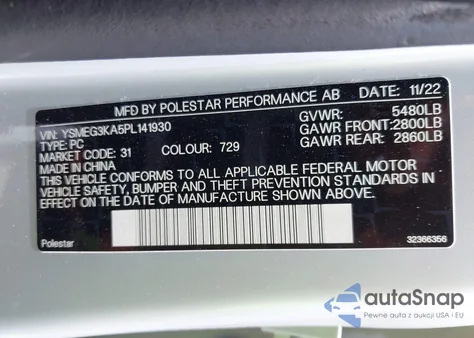 MFD BY POLESTAR PERFORMANCE AB DATE: 11/22
VIN: YSMEG3KA5PL141930 GVWR: 5480LB
TYPE: PC GAWR FRONT:2800LB
MARKET CODE: 31 COLOUR: 729 GAWR REAR: 2860LB
MADE IN CHINA
THIS VEHICLE CONFORMS TO ALL APPLICABLE FEDERAL MOTOR
VEHICLE SAFETY, BUMPER AND THEFT PREVENTION STANDARDS IN
EFFECT ON THE DATE OF MANUFACTURE SHOWN ABOVE.
Polestar 32366356
autoSnap
Pewne auta z aukcji USA i EU